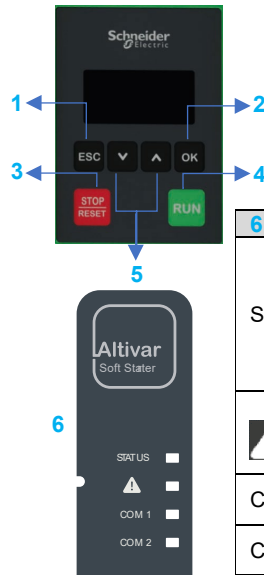 Schneider
Electric
1
2
ESC
OK
3
STOP
RESET
RUN
4
5
6
Altivar
Soft Stater
6
STATUS
COM 1
COM 2
S
C
C